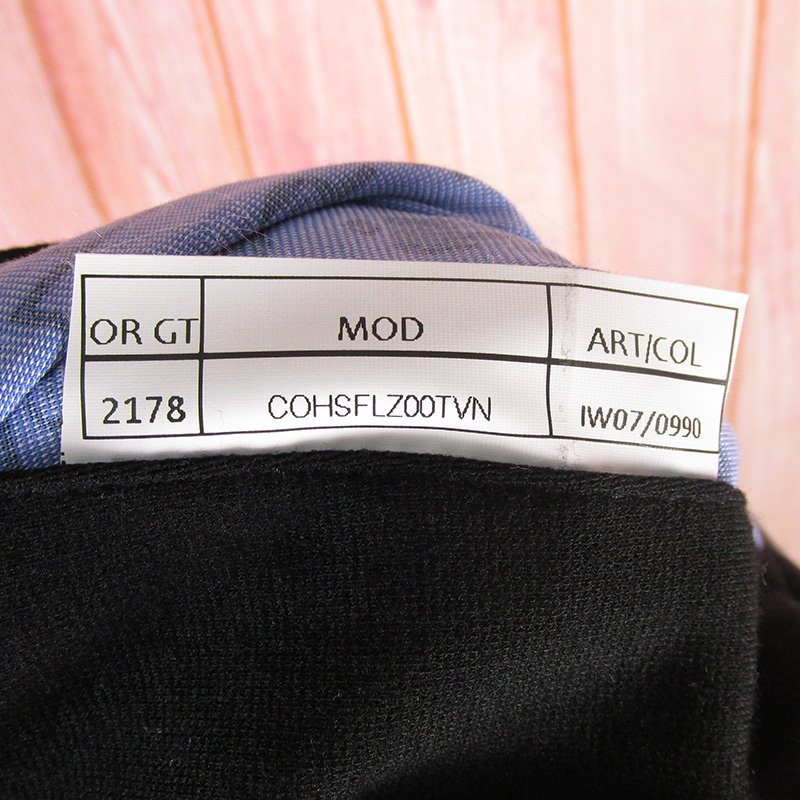 OR GT MOD ART/COL
2178 COHSFLZ00TVN IW07/0990